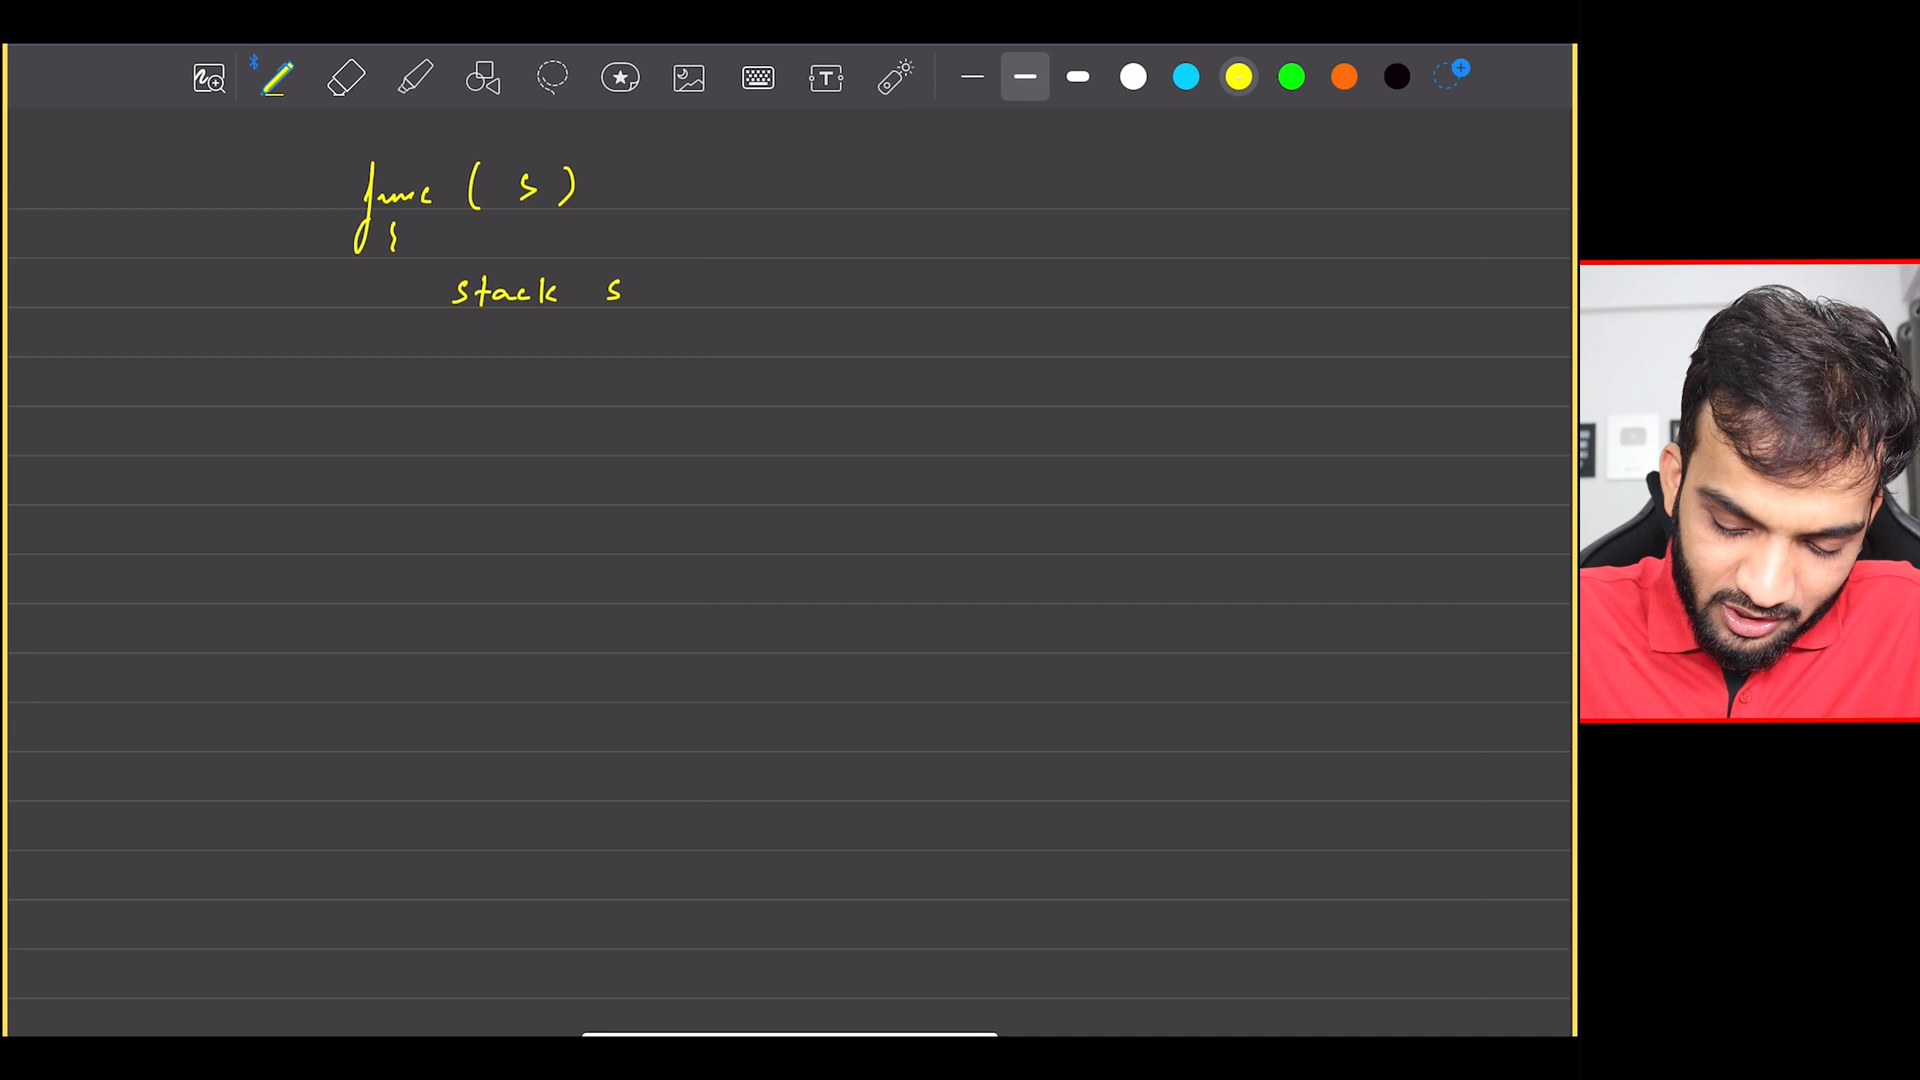 func ( s )
{
stack s